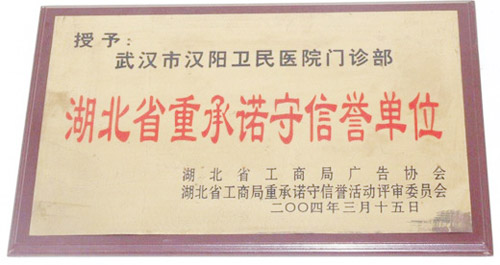 授予：
武汉市汉阳卫民医院门诊部
湖北省重承诺守信誉单位
湖北省工商局广告协会
湖北省工商局重承诺守信誉活动评审委员会
二〇〇四年三月十五日